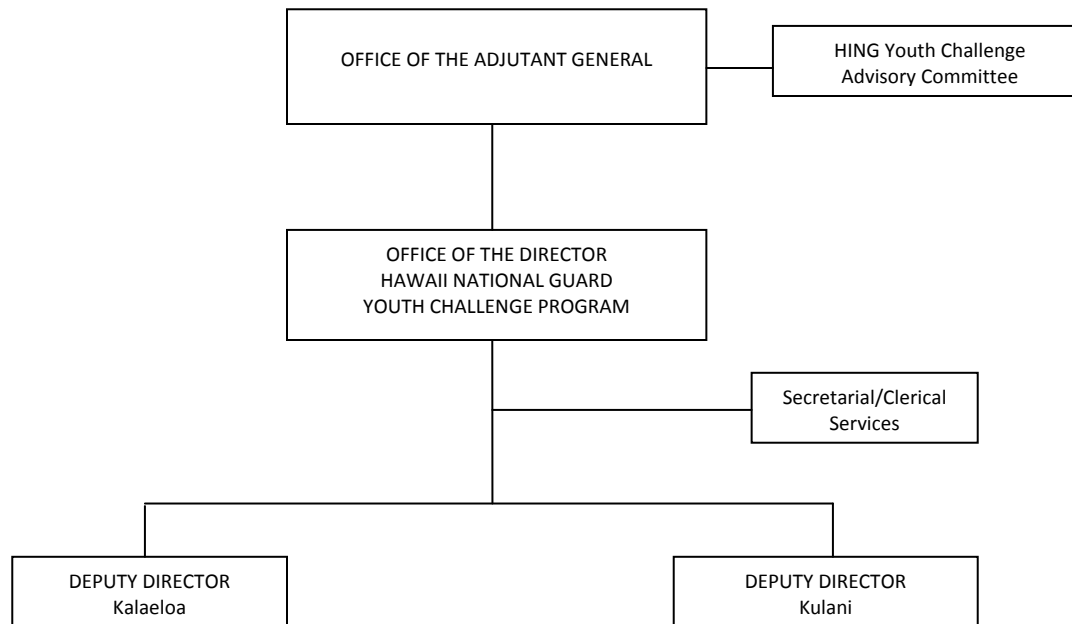 OFFICE OF THE ADJUTANT GENERAL
HING Youth Challenge
Advisory Committee
OFFICE OF THE DIRECTOR
HAWAII NATIONAL GUARD
YOUTH CHALLENGE PROGRAM
Secretarial/Clerical
Services
DEPUTY DIRECTOR
Kalaeloa
DEPUTY DIRECTOR
Kulani